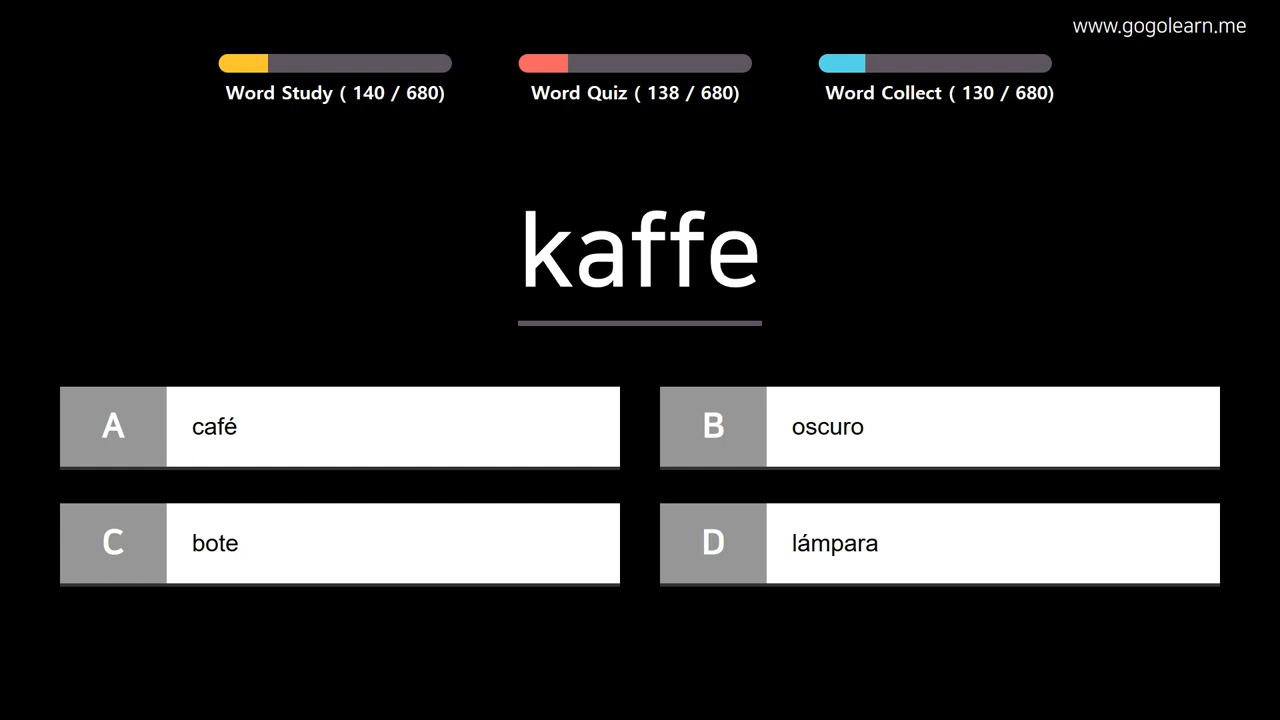 www.gogolearn.me
Word Study ( 140 / 680)
Word Quiz ( 138 / 680)
Word Collect ( 130 / 680)
kaffe
A café
B oscuro
C bote
D lámpara